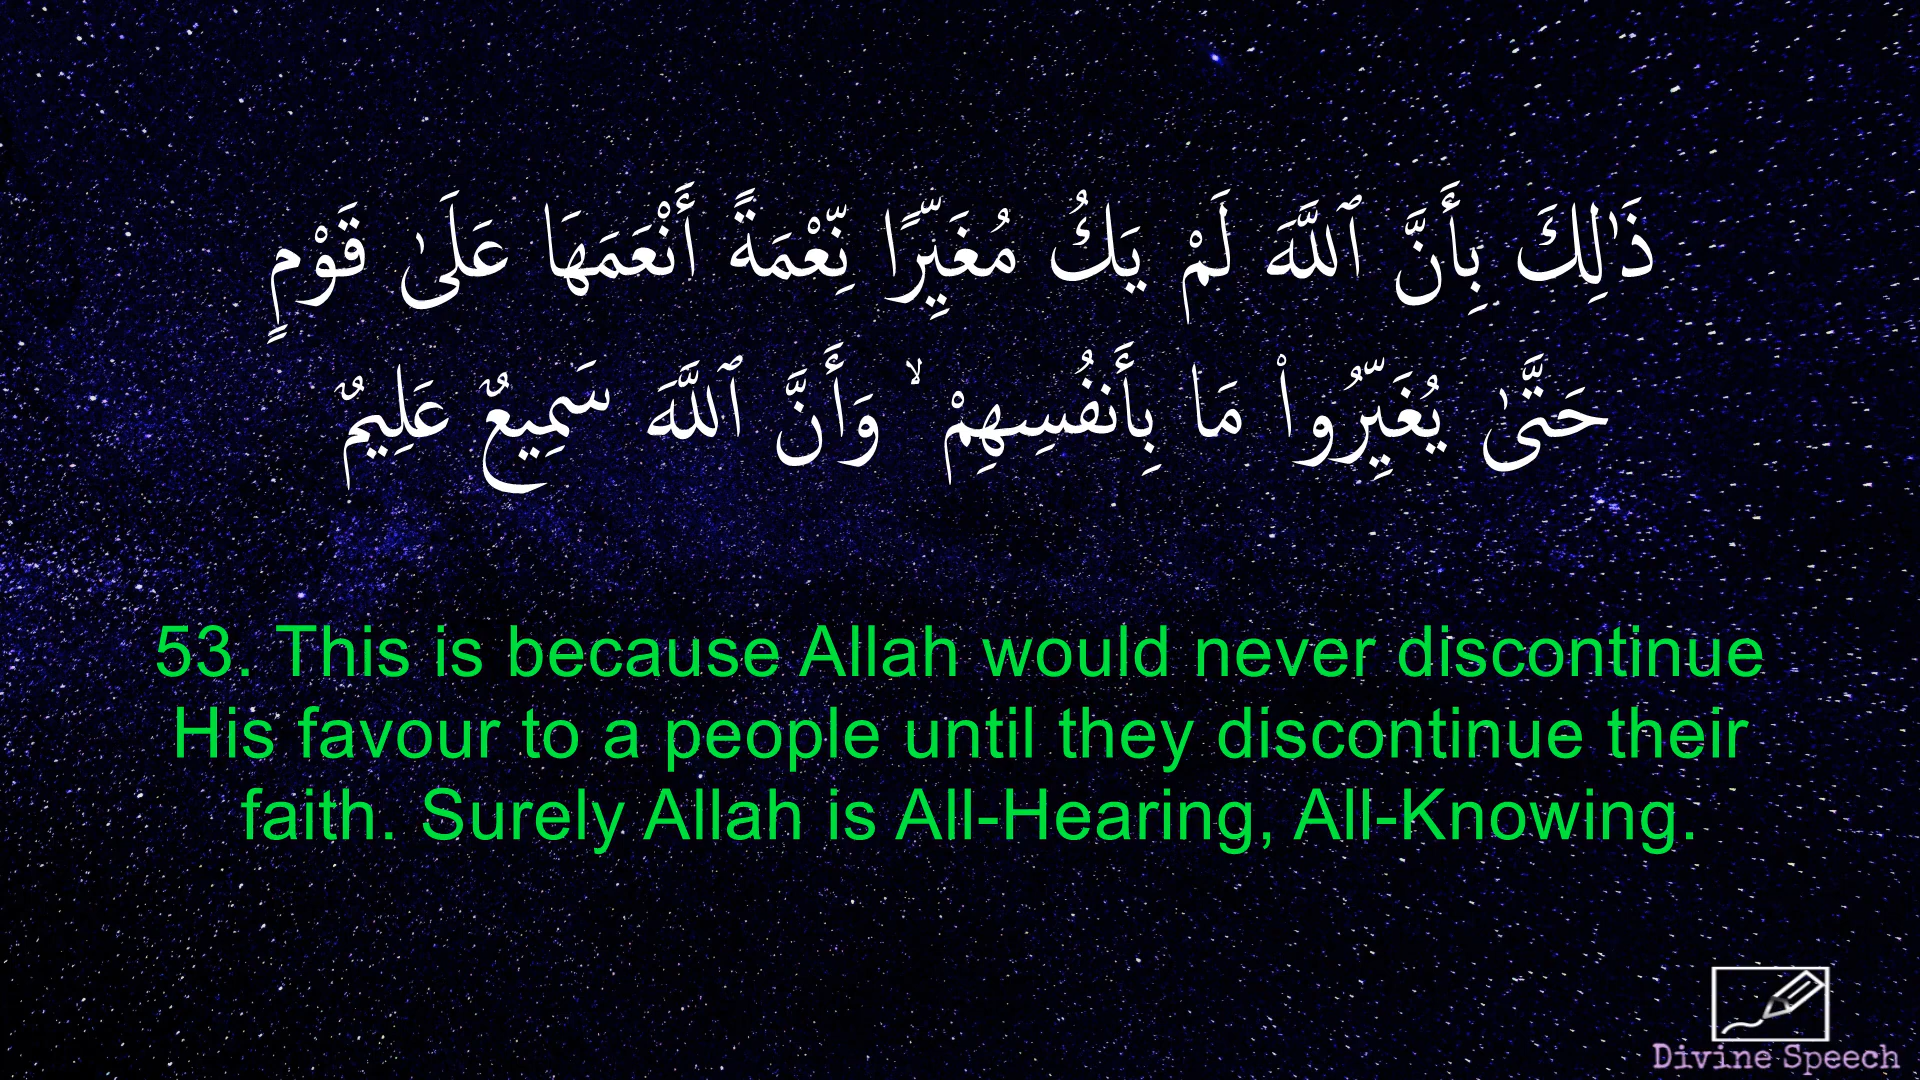 ذَٰلِكَ بِأَنَّ ٱللَّهَ لَمْ يَكُ مُغَيِّرًا نِّعْمَةً أَنْعَمَهَا عَلَىٰ قَوْمٍ
حَتَّىٰ يُغَيِّرُوا۟ مَا بِأَنفُسِهِمْ ۙ وَأَنَّ ٱللَّهَ سَمِيعٌ عَلِيمٌ
53. This is because Allah would never discontinue
His favour to a people until they discontinue their
faith. Surely Allah is All-Hearing, All-Knowing.
Divine Speech